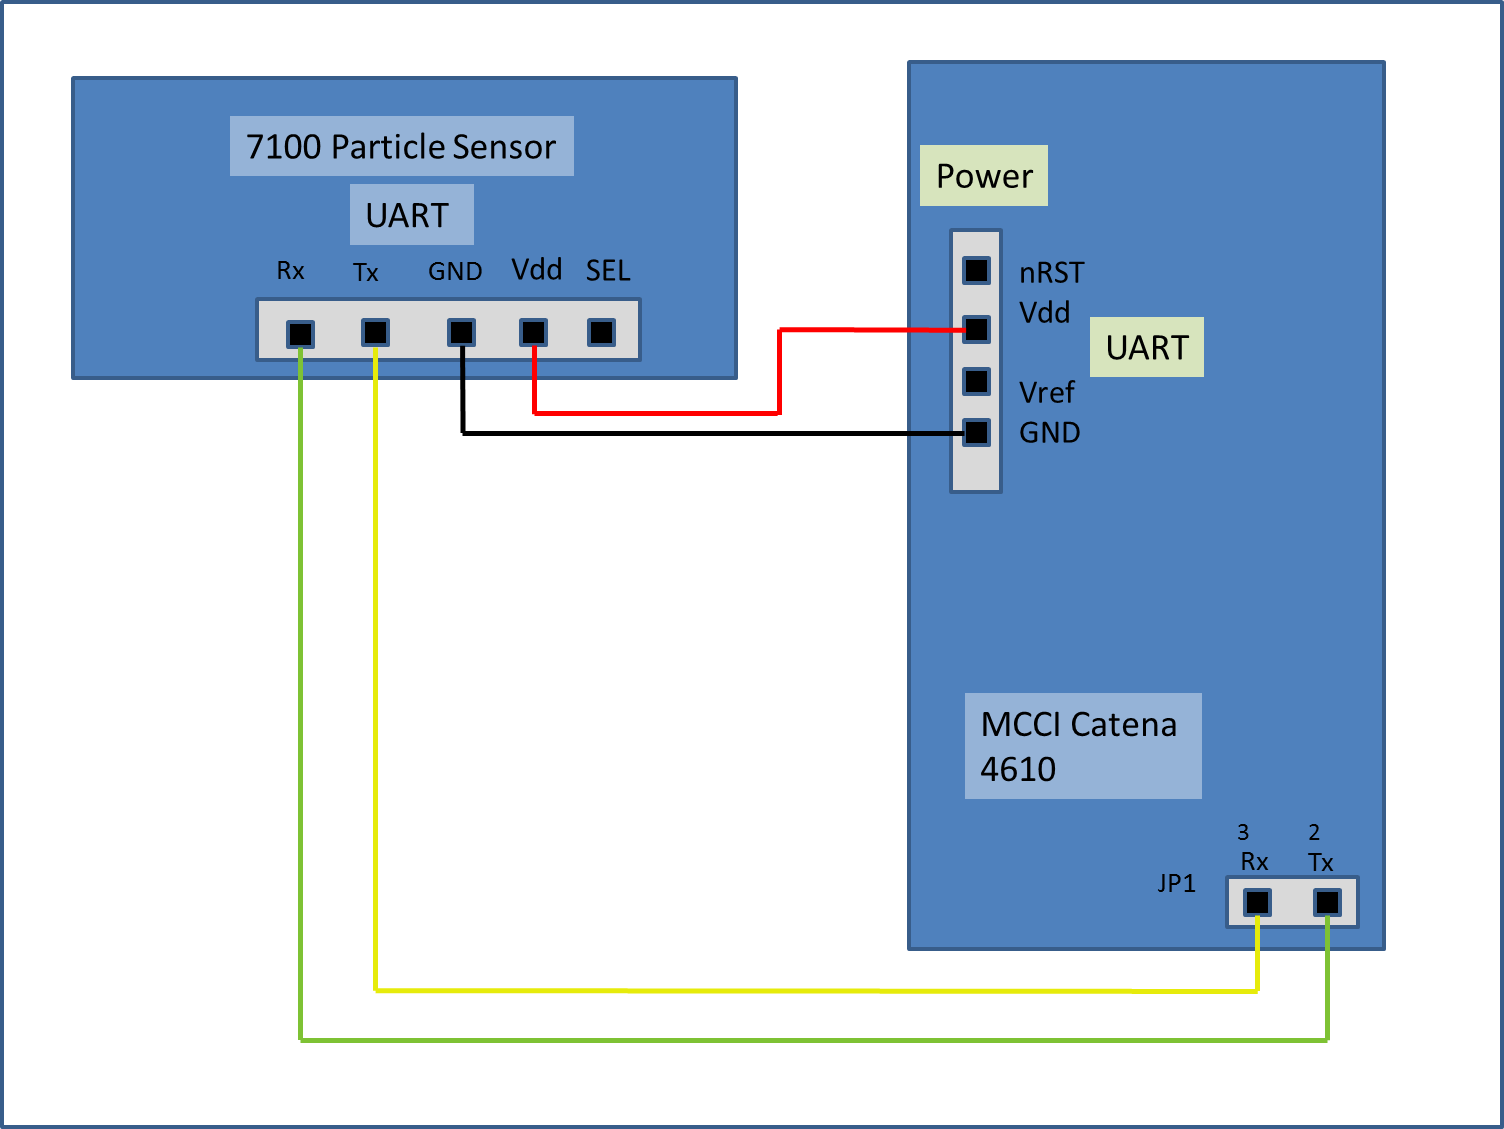 7100 Particle Sensor
UART
Rx Tx GND Vdd SEL
Power
nRST
Vdd
UART
Vref
GND
MCCI Catena
4610
3 2
Rx Tx
JP1